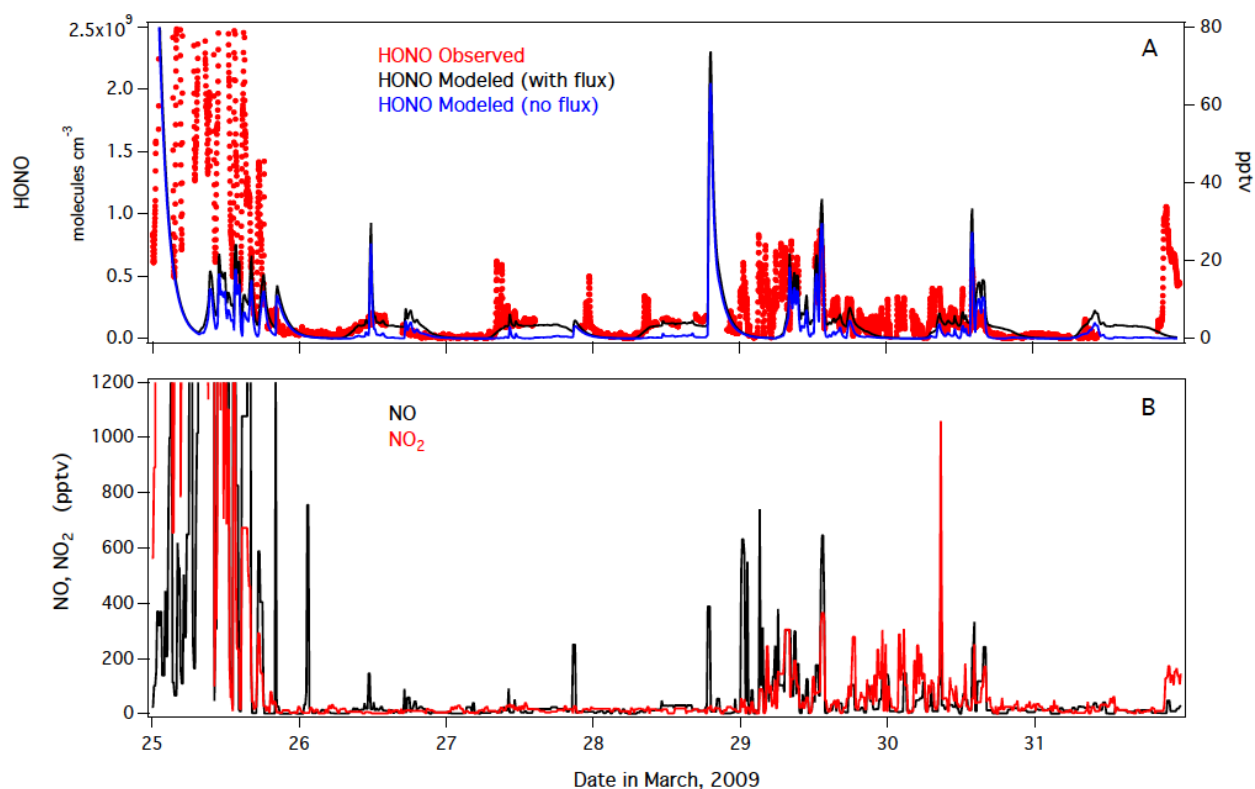 2.5x10⁹
2.0
1.5
1.0
0.5
0.0
HONO
molecules cm⁻³
HONO Observed
HONO Modeled (with flux)
HONO Modeled (no flux)
A
80
60
40
20
0
pptv
1200
1000
800
600
400
200
0
NO, NO₂ (pptv)
NO
NO₂
B
25
26
27
28
29
30
31
Date in March, 2009